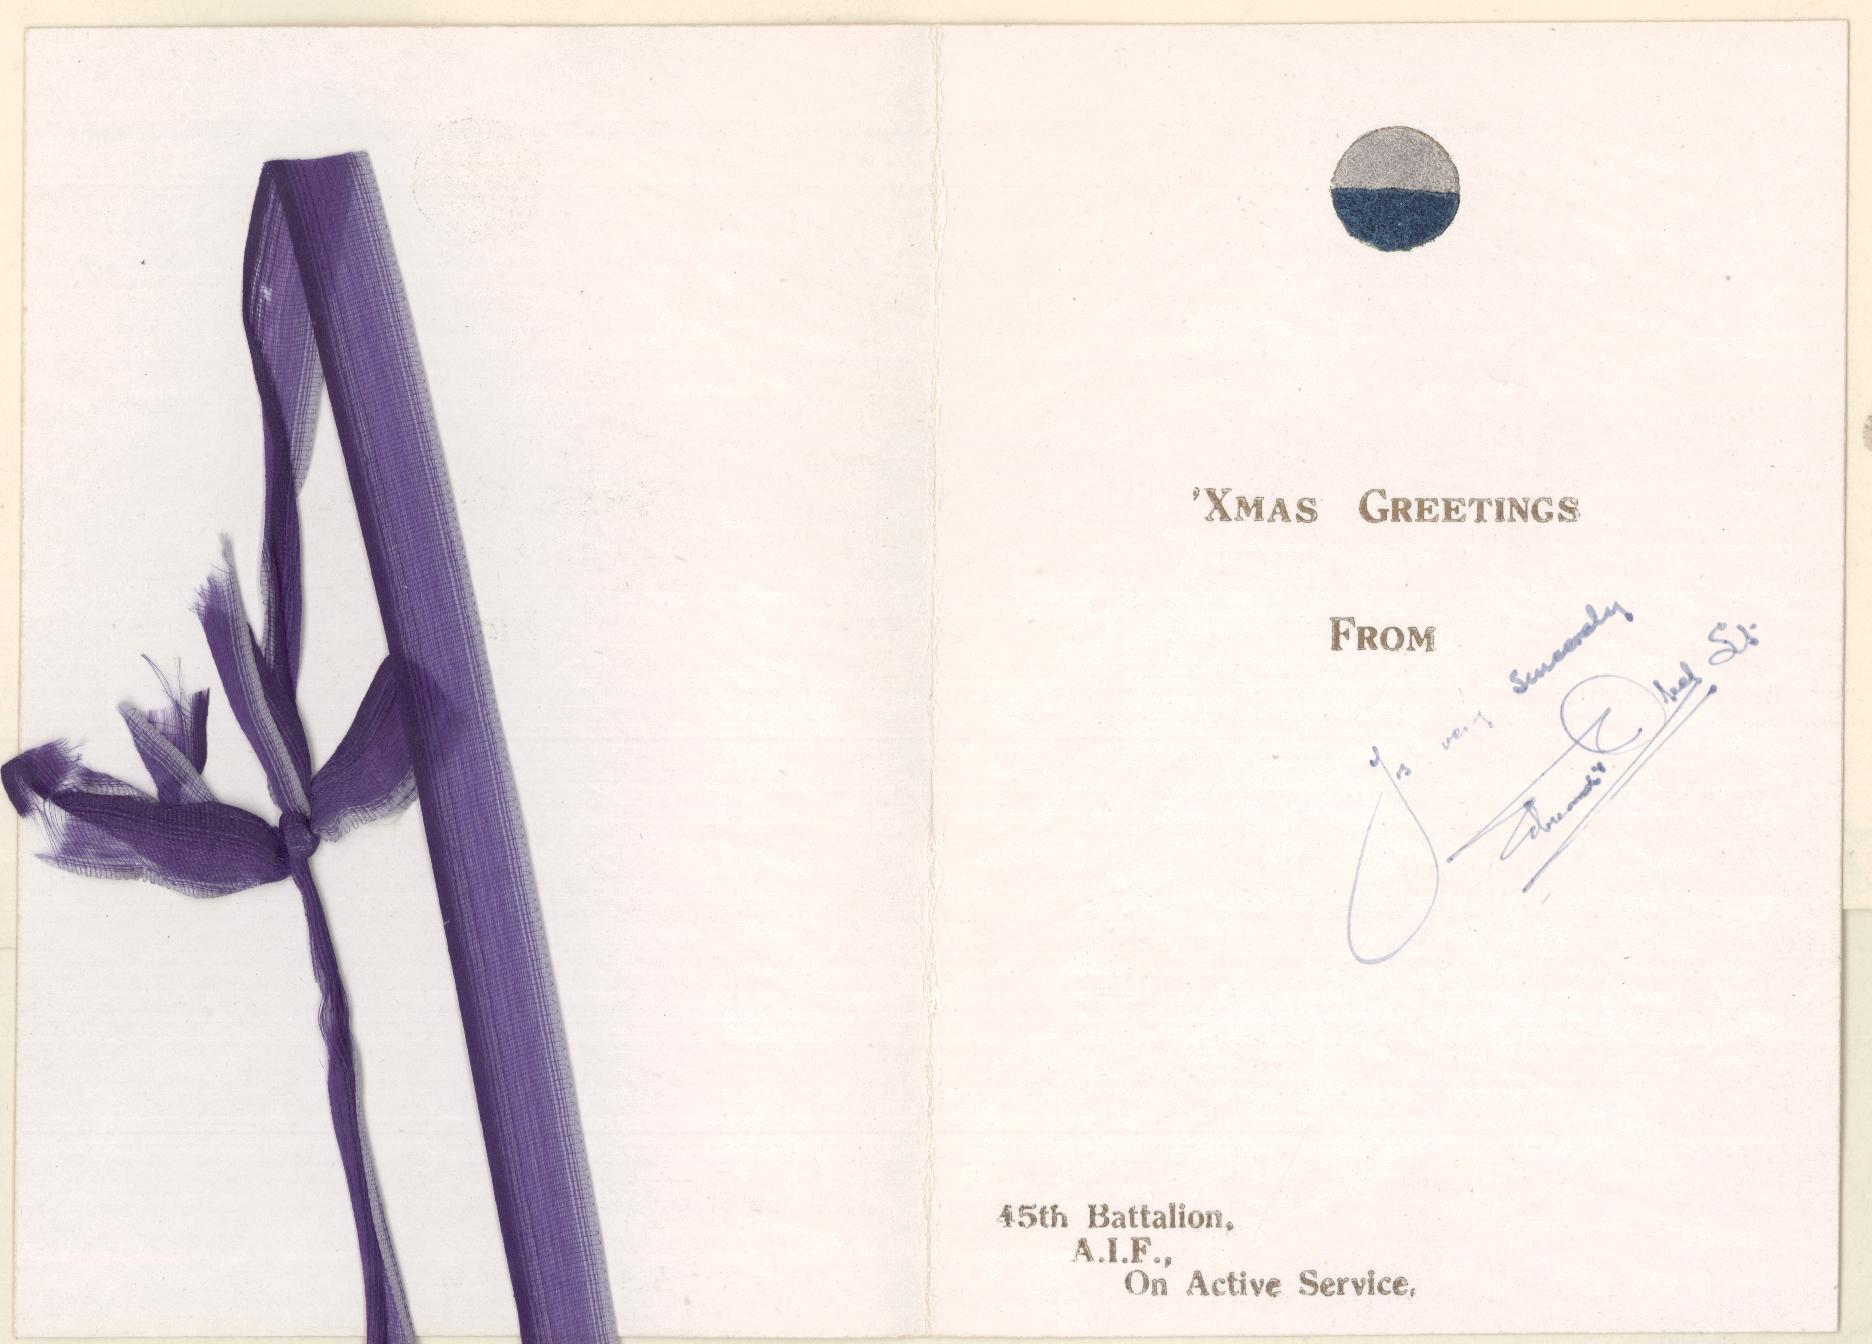 'XMAS GREETINGS
FROM
Yrs very sincerely
45th Battalion,
A.I.F.,
On Active Service.